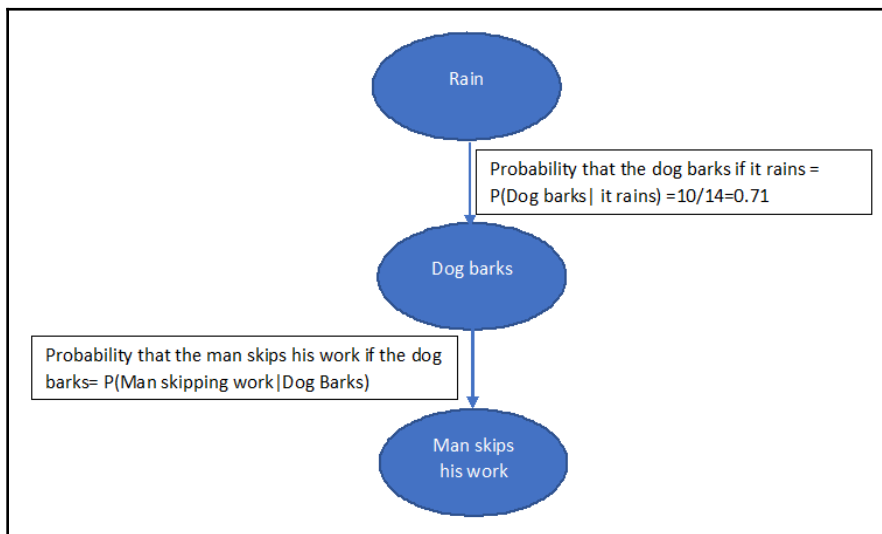 Rain
Probability that the dog barks if it rains =
P(Dog barks| it rains) =10/14=0.71
Dog barks
Probability that the man skips his work if the dog
barks= P(Man skipping work|Dog Barks)
Man skips
his work